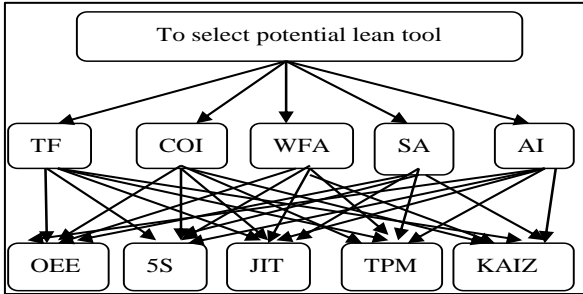 To select potential lean tool
TF COI WFA SA AI
OEE 5S JIT TPM KAIZ